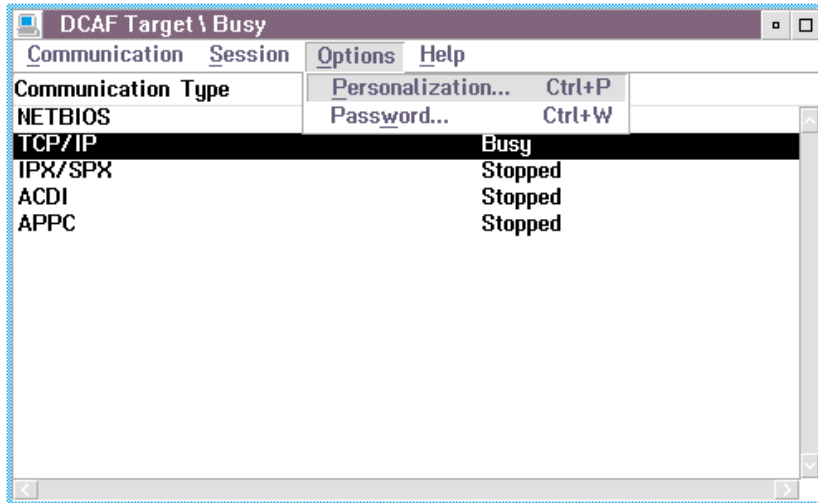 DCAF Target \ Busy
Communication Session Options Help
Communication Type
Personalization... Ctrl+P
NETBIOS
Password... Ctrl+W
TCP/IP Busy
IPX/SPX Stopped
ACDI Stopped
APPC Stopped